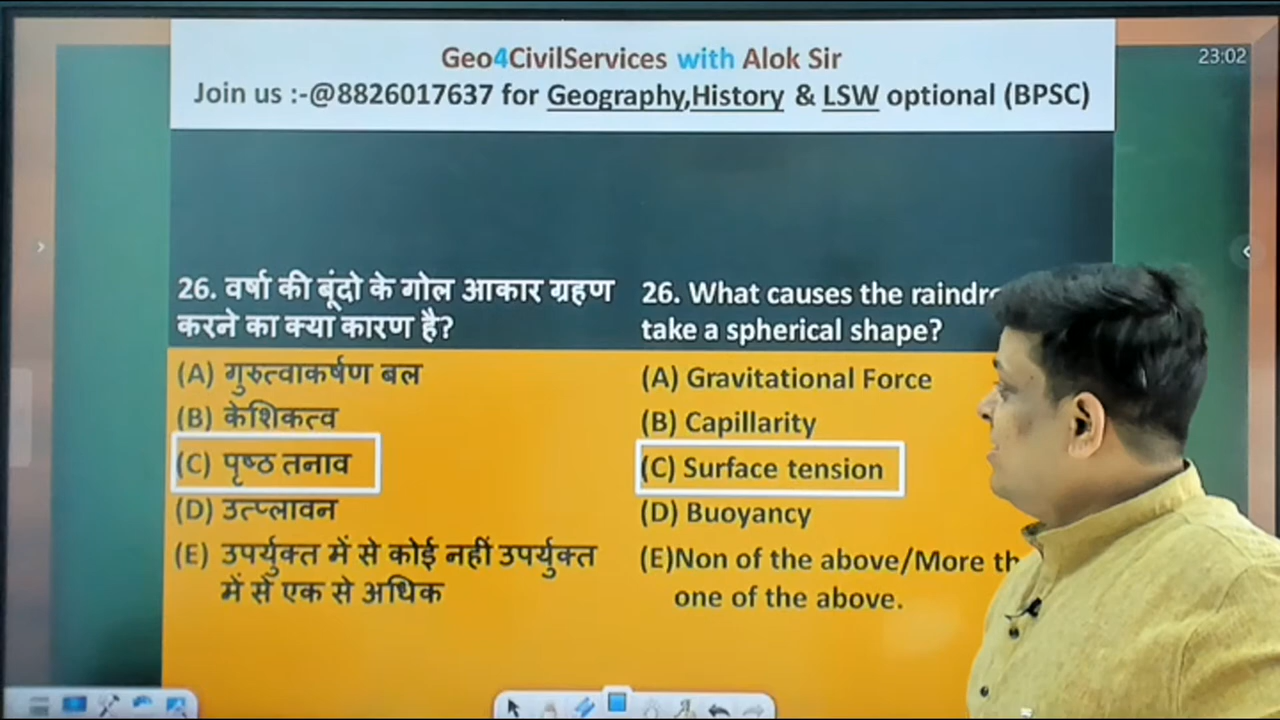 Geo4CivilServices with Alok Sir
Join us :-@8826017637 for Geography,History & LSW optional (BPSC)
23:02
26. वर्षा की बूंदो के गोल आकार ग्रहण
करने का क्या कारण है?
(A) गुरुत्वाकर्षण बल
(B) केशिकत्व
(C) पृष्ठ तनाव
(D) उत्प्लावन
(E) उपर्युक्त में से कोई नहीं उपर्युक्त
में से एक से अधिक
26. What causes the
take a spherical shape?
(A) Gravitational Force
(B) Capillarity
(C) Surface tension
(D) Buoyancy
(E)Non of the above/More
one of the above.